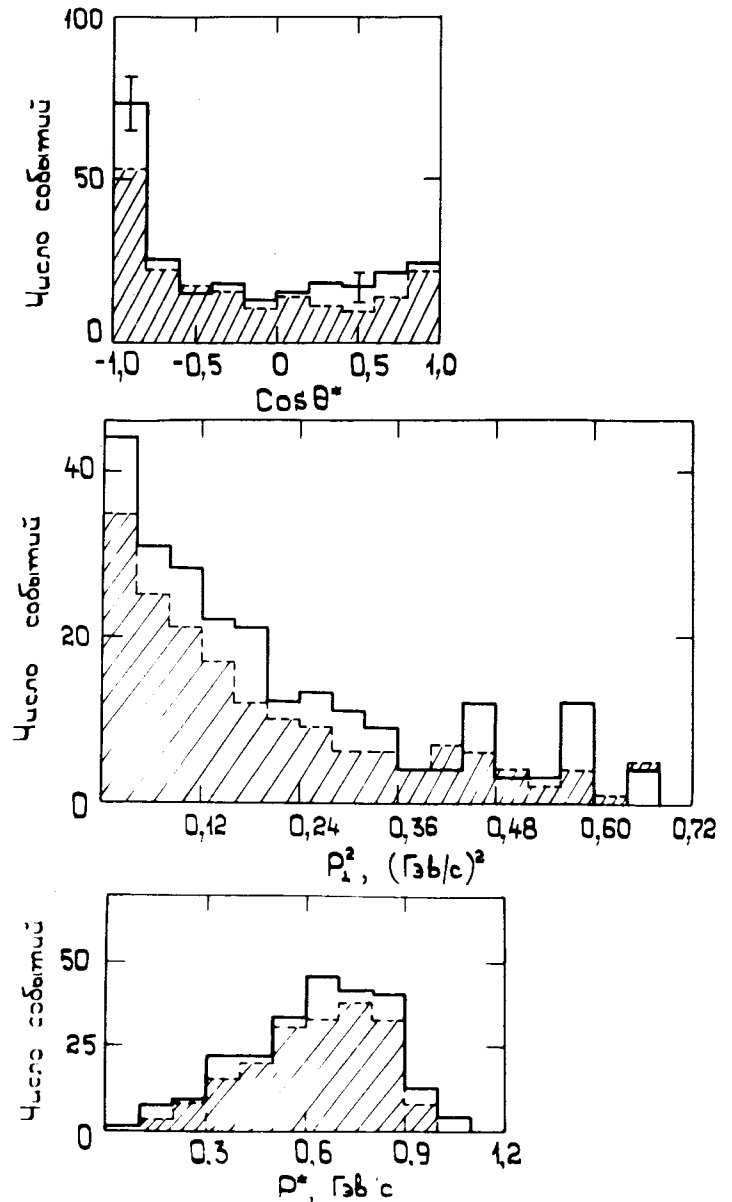 100
50
0
Число событий
-1,0 -0,5 0 0,5 1,0
Cos θ*
40
20
0
Число событий
0,12 0,24 0,36 0,48 0,60 0,72
P²⊥, (Гэв/с)²
50
25
0
Число событий
0,3 0,6 0,9 1,2
P*, Гэв/с